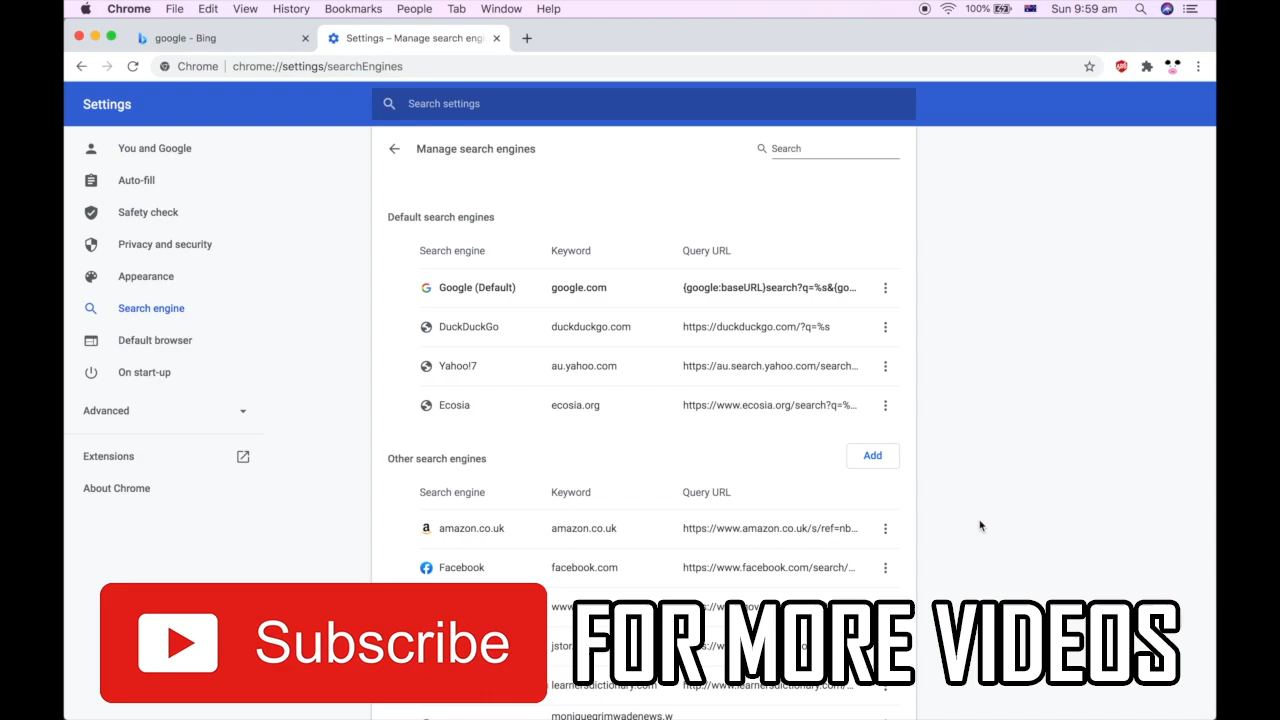 Chrome File Edit View History Bookmarks People Tab Window Help 100% Sun 9:59 am
google - Bing Settings – Manage search eng
Chrome | chrome://settings/searchEngines
Settings
Search settings
You and Google
Auto-fill
Safety check
Privacy and security
Appearance
Search engine
Default browser
On start-up
Advanced
Extensions
About Chrome
Manage search engines Search
Default search engines
Search engine Keyword Query URL
Google (Default) google.com {google:baseURL}search?q=%s&{go...
DuckDuckGo duckduckgo.com https://duckduckgo.com/?q=%s
Yahoo!7 au.yahoo.com https://au.search.yahoo.com/search...
Ecosia ecosia.org https://www.ecosia.org/search?q=%...
Other search engines Add
Search engine Keyword Query URL
amazon.co.uk amazon.co.uk https://www.amazon.co.uk/s/ref=nb...
Facebook facebook.com https://www.facebook.com/search/...
learnersdictionary.com
moniquegrimwadenews.w
Subscribe
FOR MORE VIDEOS